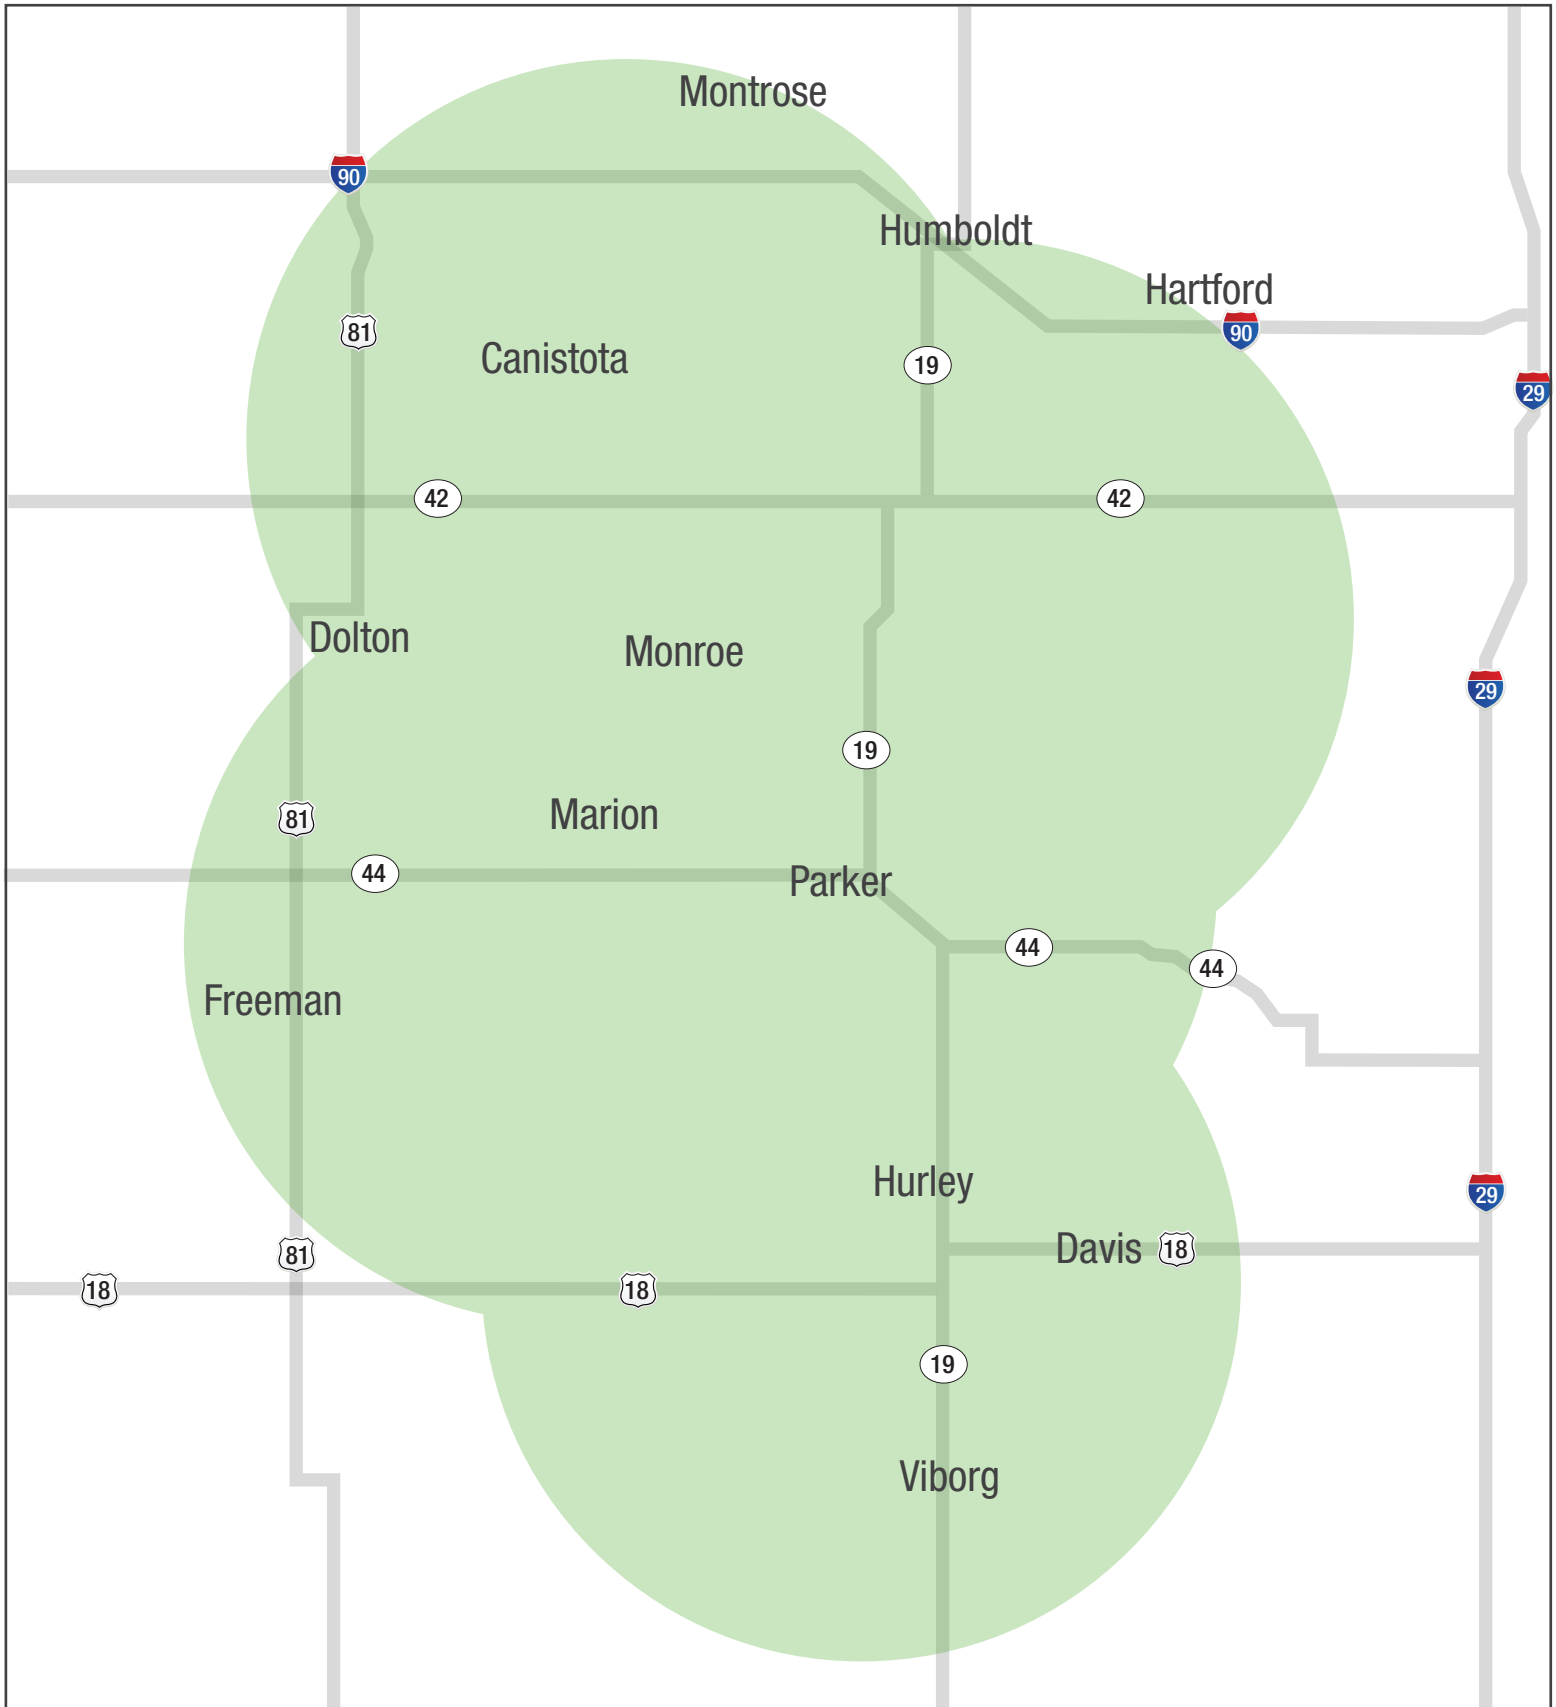 Montrose
90
Humboldt
Hartford
90
81
Canistota
19
29
42
42
Dolton
Monroe
29
19
81
Marion
44
Parker
44
44
Freeman
Hurley
29
Davis
18
81
18
18
19
Viborg